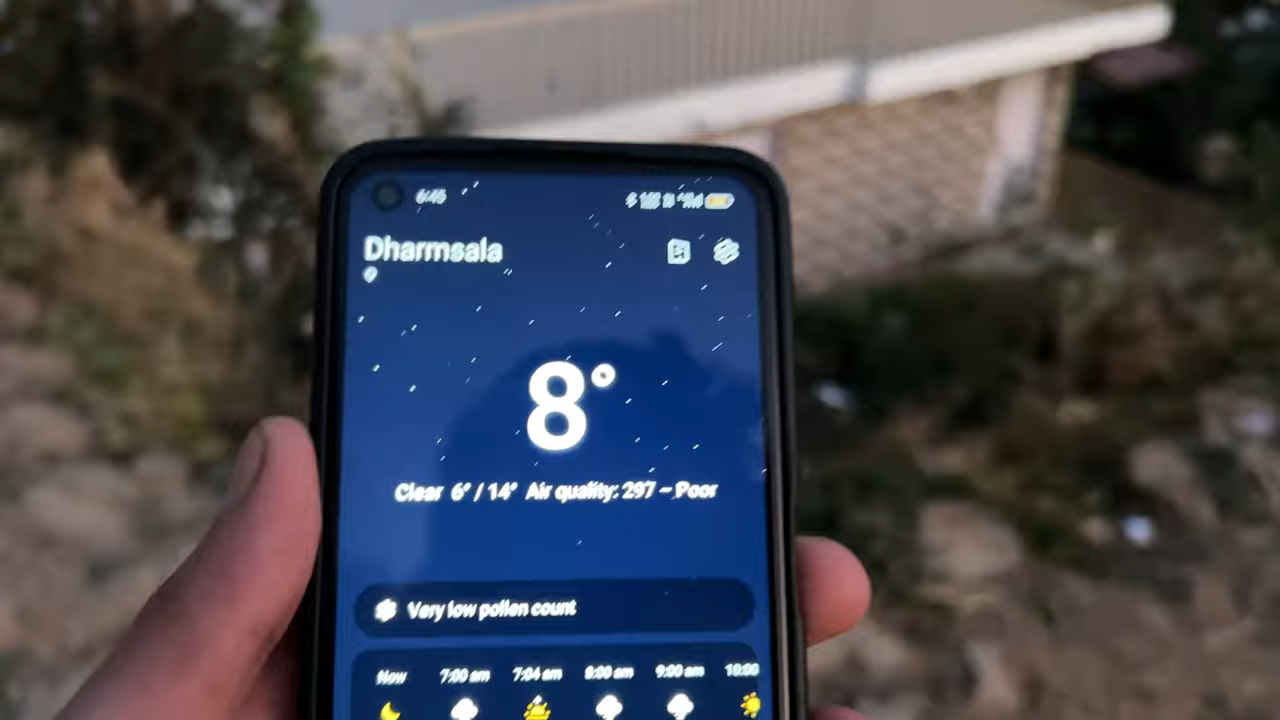 6:45
Dharmsala
8°
Clear 6° / 14° Air quality: 297 – Poor
Very low pollen count
Now 7:00 am 7:04 am 8:00 am 9:00 am 10:00